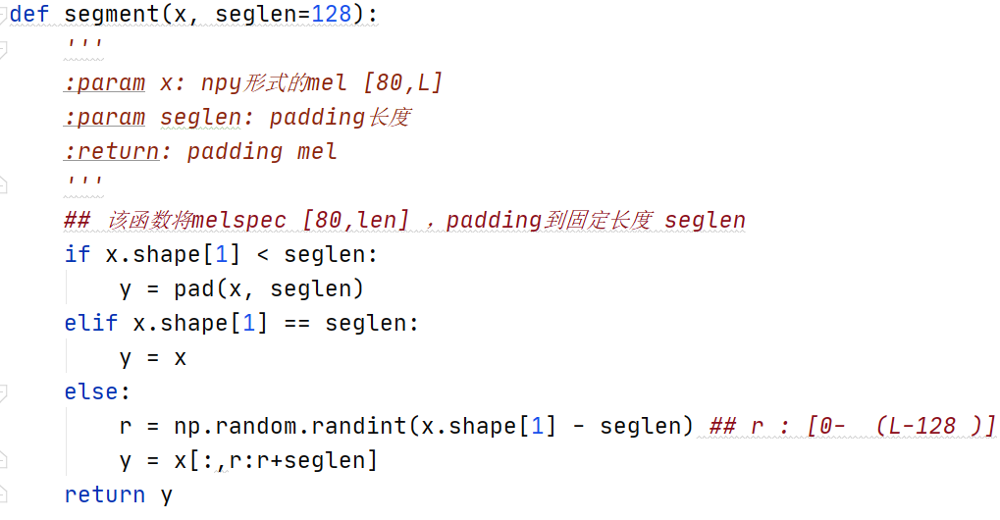 def segment(x, seglen=128):
    '''
    :param x: npy形式的mel [80,L]
    :param seglen: padding长度
    :return: padding mel
    '''
    ## 该函数将melspec [80,len] ，padding到固定长度 seglen
    if x.shape[1] < seglen:
        y = pad(x, seglen)
    elif x.shape[1] == seglen:
        y = x
    else:
        r = np.random.randint(x.shape[1] - seglen) ## r : [0-  (L-128 )]
        y = x[:,r:r+seglen]
    return y